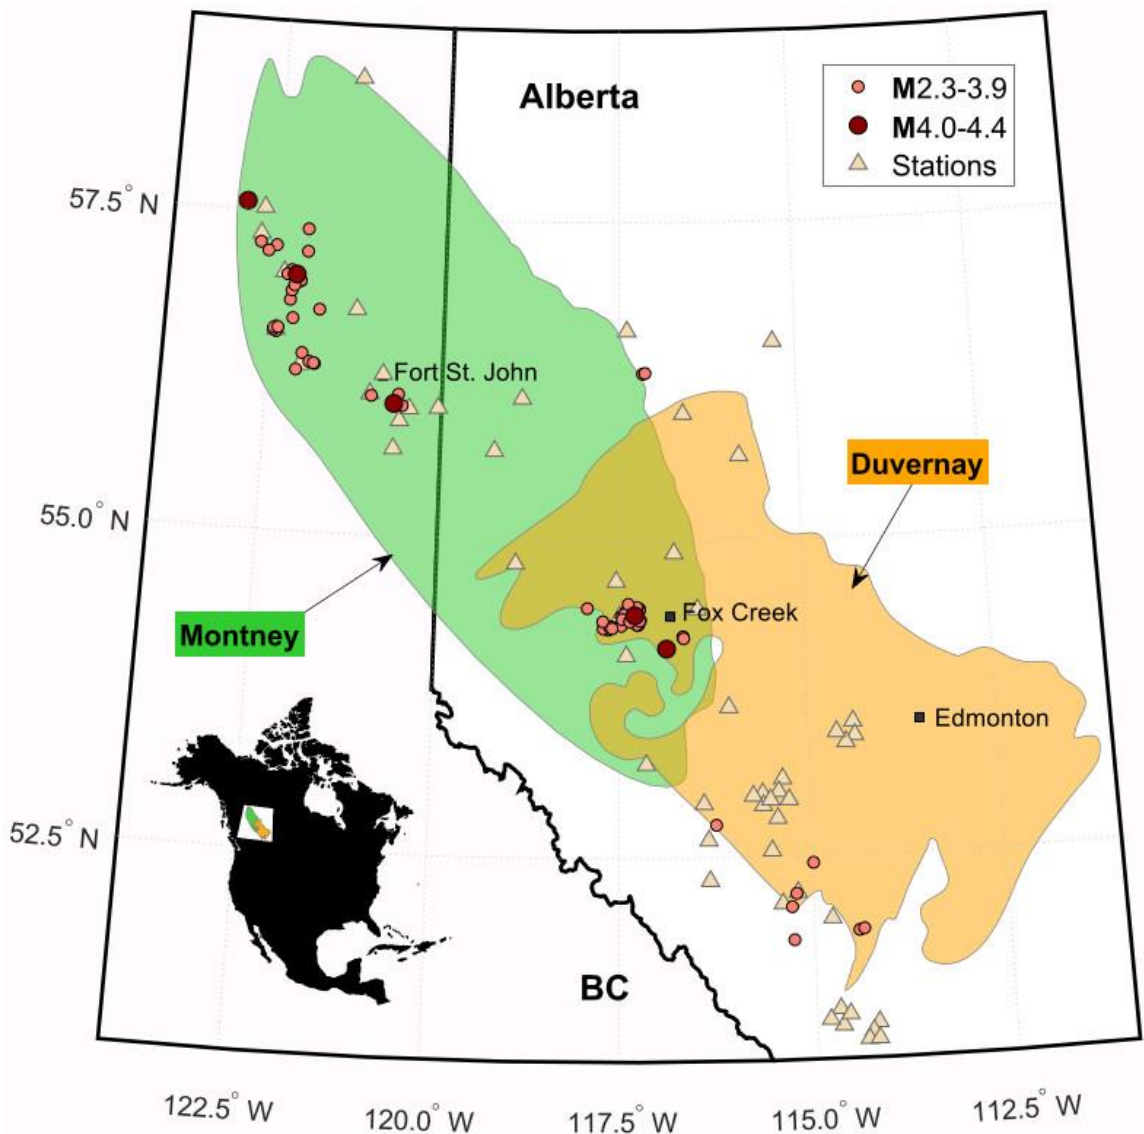 Alberta
M2.3-3.9
M4.0-4.4
Stations
57.5° N
Fort St. John
Duvernay
55.0° N
Fox Creek
Montney
Edmonton
52.5° N
BC
122.5° W
120.0° W
117.5° W
115.0° W
112.5° W